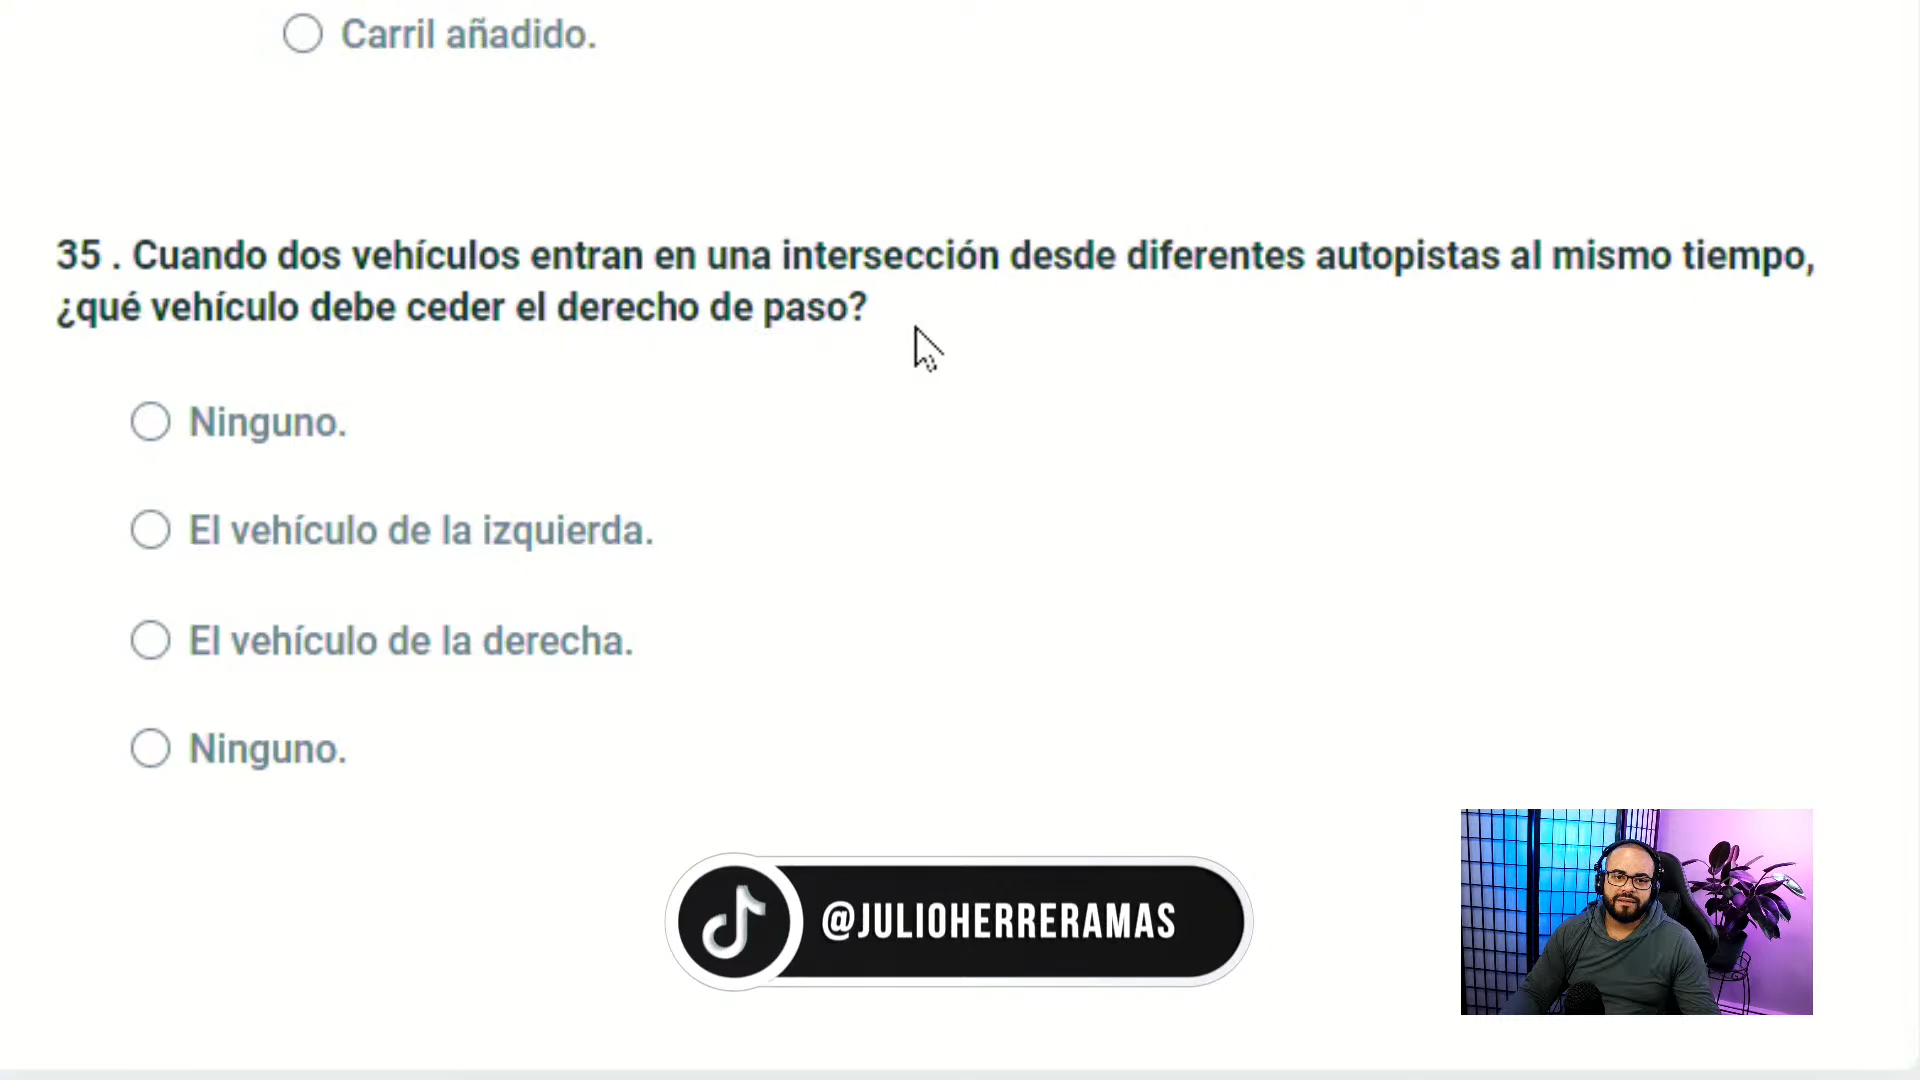 Carril añadido.
35 . Cuando dos vehículos entran en una intersección desde diferentes autopistas al mismo tiempo,
¿qué vehículo debe ceder el derecho de paso?
Ninguno.
El vehículo de la izquierda.
El vehículo de la derecha.
Ninguno.
@JULIOHERRERAMAS